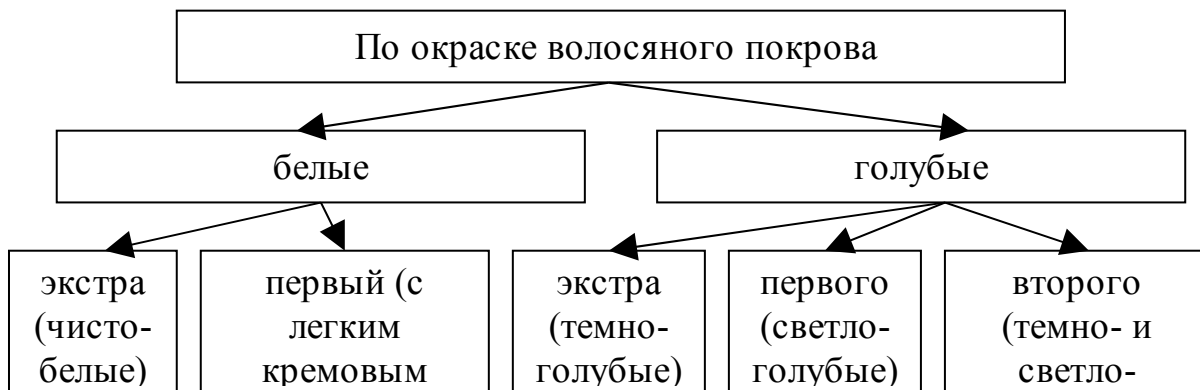 По окраске волосяного покрова
белые
голубые
экстра
(чисто-
белые)
первый (с
легким
кремовым
экстра
(темно-
голубые)
первого
(светло-
голубые)
второго
(темно- и
светло-